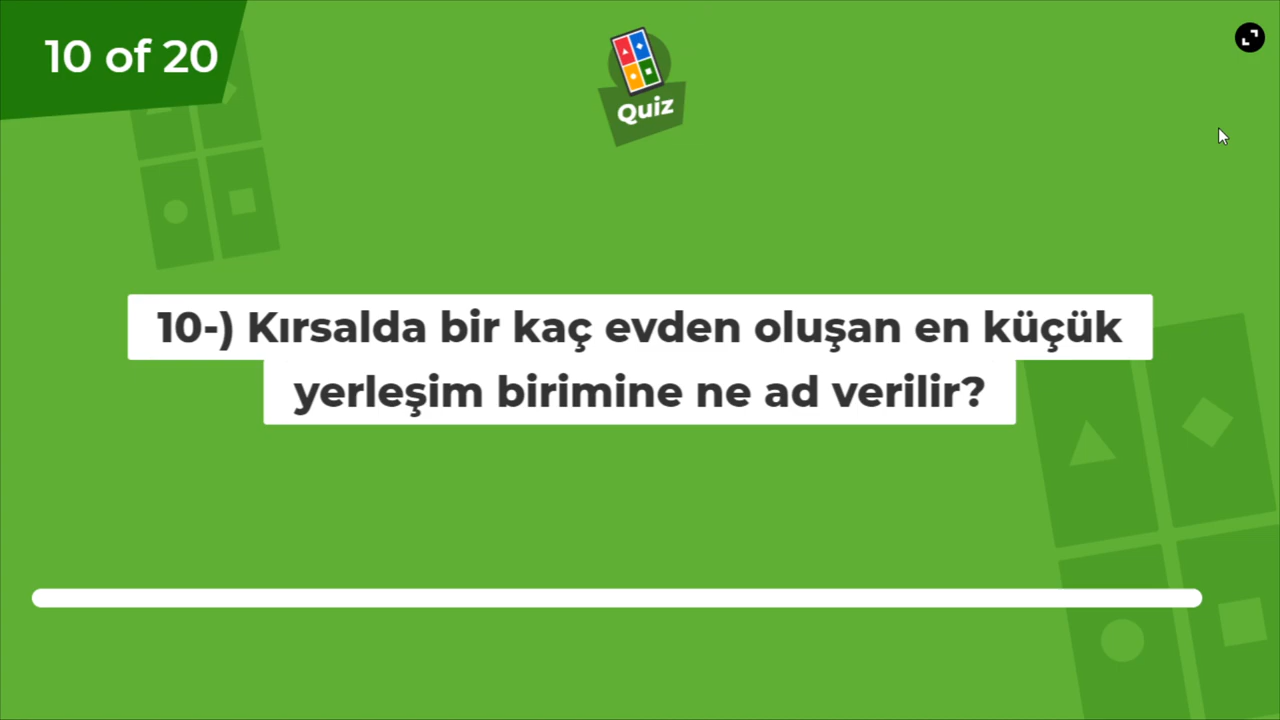 10 of 20
Quiz
10-) Kırsalda bir kaç evden oluşan en küçük
yerleşim birimine ne ad verilir?